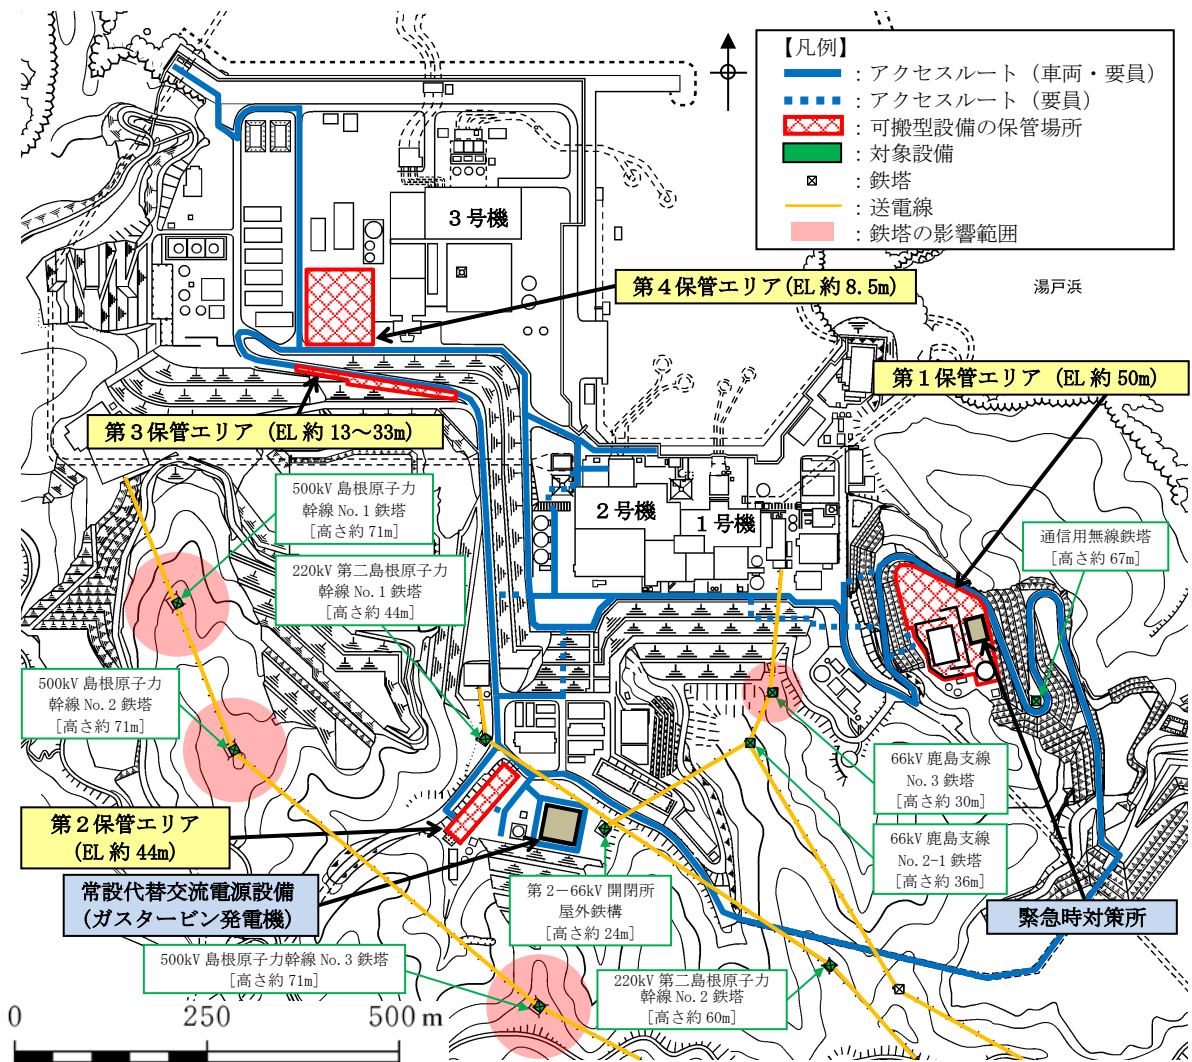 【凡例】
：アクセスルート（車両・要員）
：アクセスルート（要員）
：可搬型設備の保管場所
：対象設備
：鉄塔
：送電線
：鉄塔の影響範囲
３号機
第４保管エリア(EL 約 8.5m)
湯戸浜
第１保管エリア（EL 約 50m）
第３保管エリア（EL 約 13～33m）
500kV 島根原子力
幹線 No.１鉄塔
[高さ約 71m]
２号機
１号機
通信用無線鉄塔
[高さ約 67m]
220kV 第二島根原子力
幹線 No.１鉄塔
[高さ約 44m]
500kV 島根原子力
幹線 No.２鉄塔
[高さ約 71m]
66kV 鹿島支線
No.３鉄塔
[高さ約 30m]
第２保管エリア
(EL 約 44m)
66kV 鹿島支線
No.2-1 鉄塔
[高さ約 36m]
常設代替交流電源設備
(ガスタービン発電機)
第２－66kV 開閉所
屋外鉄構
[高さ約 24m]
緊急時対策所
500kV 島根原子力幹線 No.３鉄塔
[高さ約 71m]
220kV 第二島根原子力
幹線 No.２鉄塔
[高さ約 60m]
0 250 500 m